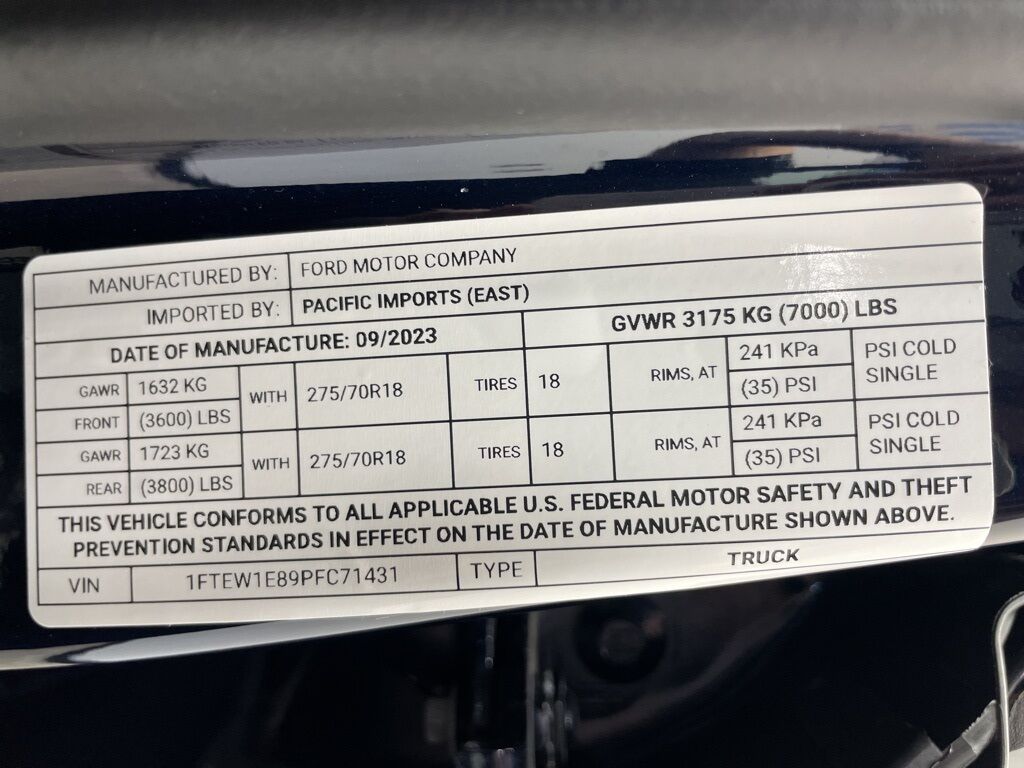 MANUFACTURED BY: FORD MOTOR COMPANY
IMPORTED BY: PACIFIC IMPORTS (EAST)
DATE OF MANUFACTURE: 09/2023 GVWR 3175 KG (7000) LBS
GAWR 1632 KG WITH 275/70R18 TIRES 18 RIMS, AT 241 KPa PSI COLD
FRONT (3600) LBS (35) PSI SINGLE
GAWR 1723 KG WITH 275/70R18 TIRES 18 RIMS, AT 241 KPa PSI COLD
REAR (3800) LBS (35) PSI SINGLE
THIS VEHICLE CONFORMS TO ALL APPLICABLE U.S. FEDERAL MOTOR SAFETY AND THEFT
PREVENTION STANDARDS IN EFFECT ON THE DATE OF MANUFACTURE SHOWN ABOVE.
VIN 1FTEW1E89PFC71431 TYPE TRUCK